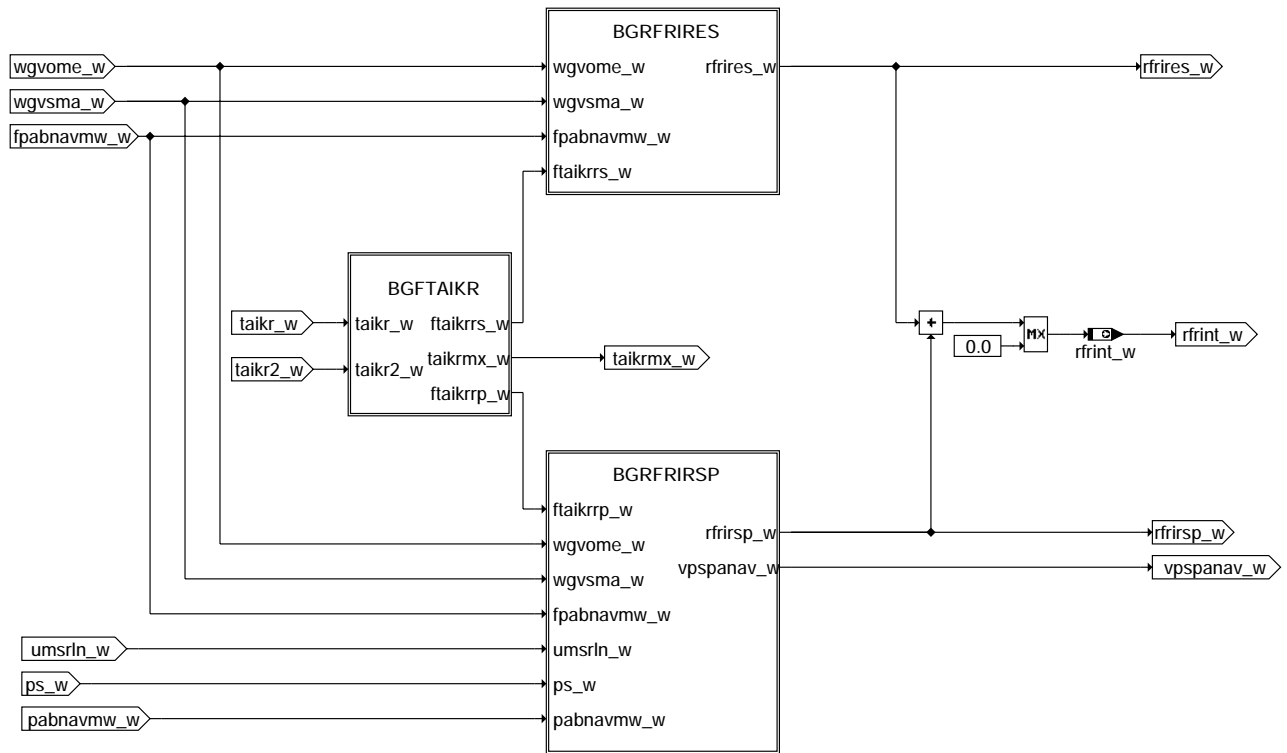 BGRFRIRES
wgvome_w
wgvome_w
rfrires_w
rfrires_w
wgvsma_w
wgvsma_w
fpabnavmw_w
fpabnavmw_w
ftaikrrs_w
BGFTAIKR
taikr_w
taikr_w
ftaikrrs_w
taikrmx_w
taikrmx_w
taikr2_w
taikr2_w
ftaikrrp_w
+
MX
0.0
rfrint_w
rfrint_w
BGRFRIRSP
ftaikrrp_w
rfrirsp_w
rfrirsp_w
wgvome_w
vpspanav_w
vpspanav_w
wgvsma_w
fpabnavmw_w
umsrln_w
umsrln_w
ps_w
ps_w
pabnavmw_w
pabnavmw_w